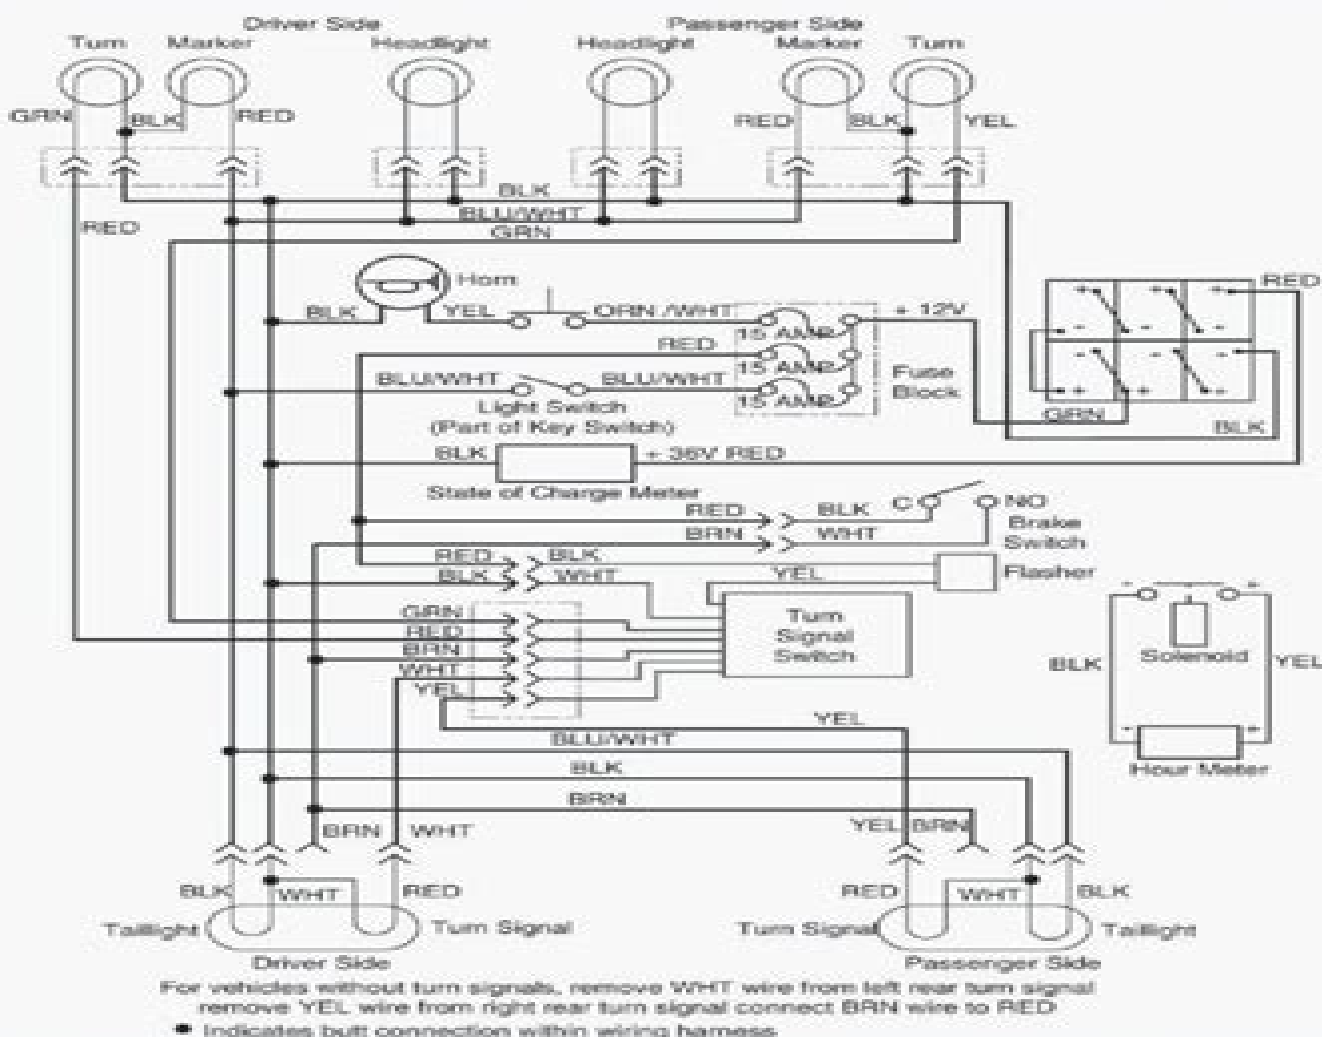 Driver Side Passenger Side
Turn Marker Headlight Headlight Marker Turn
GRN BLK RED RED BLK YEL
BLK
BLU/WHT
RED GRN
Horn RED
BLK YEL ORN/WHT + 12V
15 AMP
RED
15 AMP
BLU/WHT BLU/WHT Fuse
15 AMP Block
Light Switch GRN
(Part of Key Switch) BLK
BLK + 36V RED
State of Charge Meter
RED BLK C NO
BRN WHT Brake
Switch
RED BLK
BLK WHT YEL Flasher
GRN Turn
RED Signal
BRN Switch BLK Solenoid YEL
WHT
YEL
YEL
BLU/WHT
BLK Hour Meter
BRN
BRN WHT YEL BRN
BLK WHT RED RED WHT BLK
Taillight Turn Signal Turn Signal Taillight
Driver Side Passenger Side
For vehicles without turn signals, remove WHT wire from left rear turn signal
remove YEL wire from right rear turn signal connect BRN wire to RED
● Indicates butt connection within wiring harness